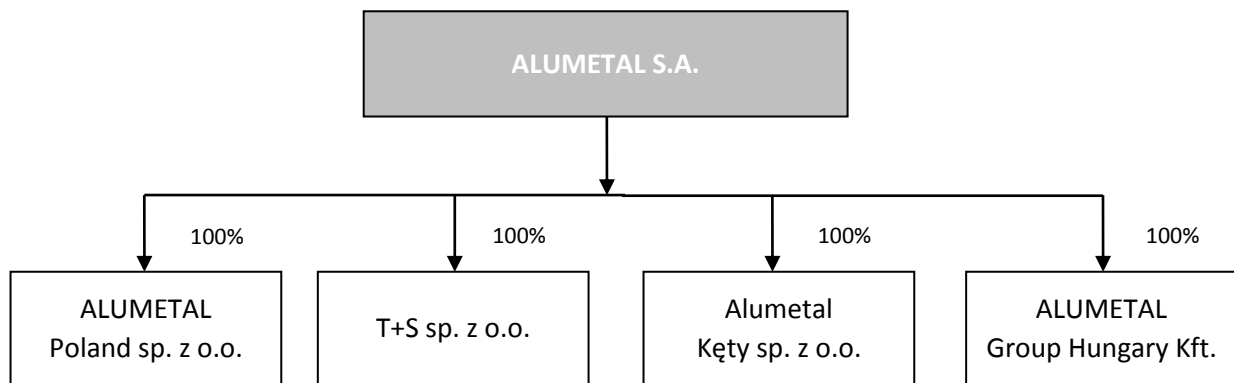 ALUMETAL S.A.
100%
100%
100%
100%
ALUMETAL
Poland sp. z o.o.
T+S sp. z o.o.
Alumetal
Kęty sp. z o.o.
ALUMETAL
Group Hungary Kft.